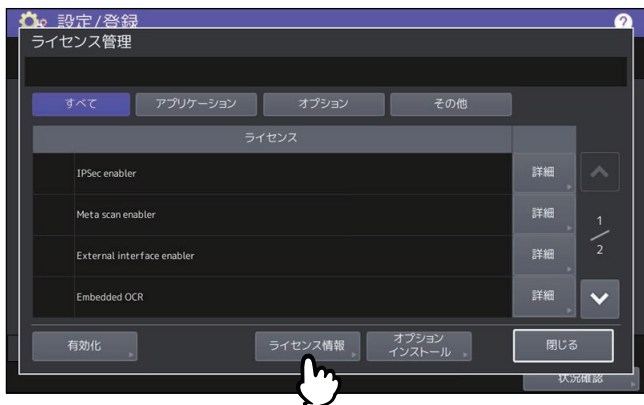 設定/登録
?
ライセンス管理
すべて
アプリケーション
オプション
その他
ライセンス
IPSec enabler
詳細
Meta scan enabler
詳細
1
2
External interface enabler
詳細
Embedded OCR
詳細
有効化
ライセンス情報
オプション
インストール
閉じる
状況確認